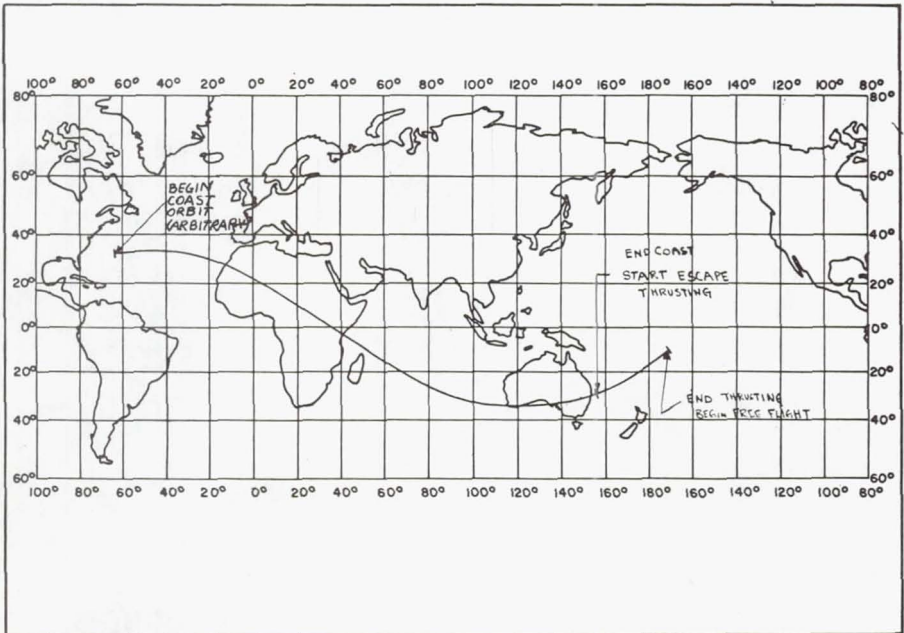 100° 80° 60° 40° 20° 0° 20° 40° 60° 80° 100° 120° 140° 160° 180° 160° 140° 120° 100° 80°
80° 80°
60° 60°
BEGIN
COAST
ORBIT
(ARBITRARY)
40° 40°
END COAST
START ESCAPE
THRUSTING
20° 20°
0° 0°
20° 20°
END THRUSTING
BEGIN FREE FLIGHT
40° 40°
60° 60°
100° 80° 60° 40° 20° 0° 20° 40° 60° 80° 100° 120° 140° 160° 180° 160° 140° 120° 100° 80°